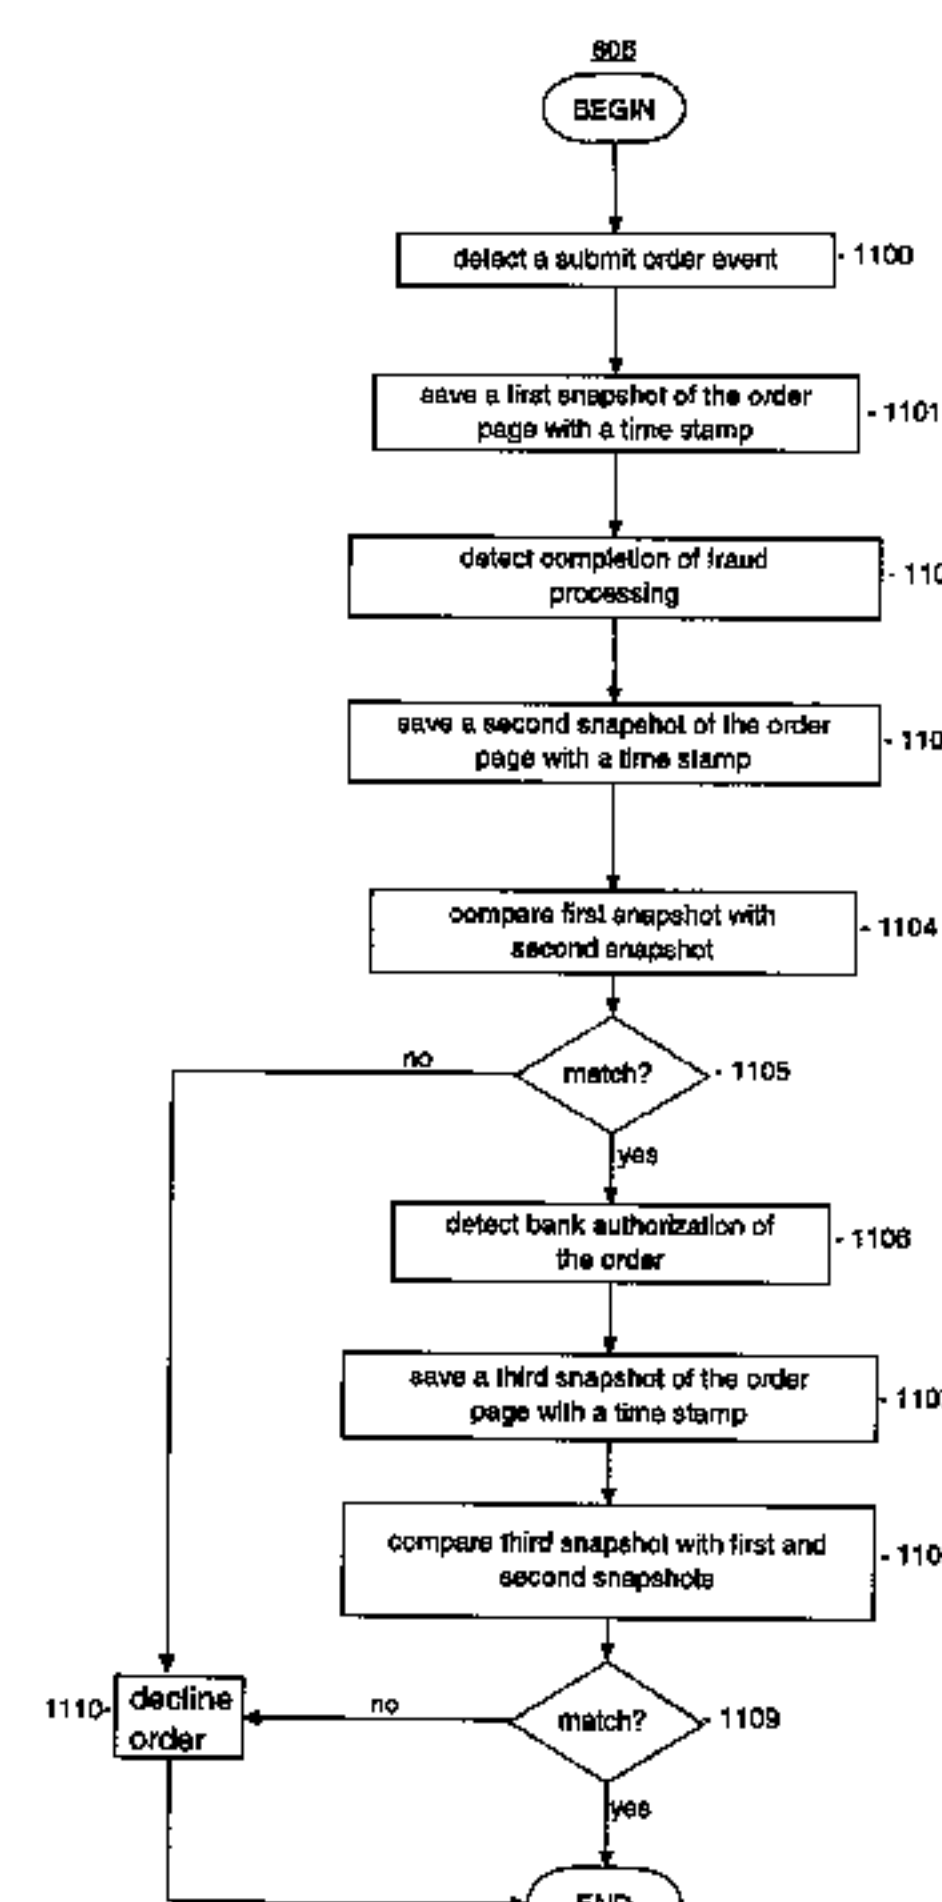 605
BEGIN
detect a submit order event
- 1100
save a first snapshot of the order
page with a time stamp
- 1101
detect completion of fraud
processing
- 110
save a second snapshot of the order
page with a time stamp
- 110
compare first snapshot with
second snapshot
- 1104
no
match?
- 1105
yes
detect bank authorization of
the order
- 1106
save a third snapshot of the order
page with a time stamp
- 110
compare third snapshot with first and
second snapshots
- 110
1110-
decline
order
no
match?
- 1109
yes
END